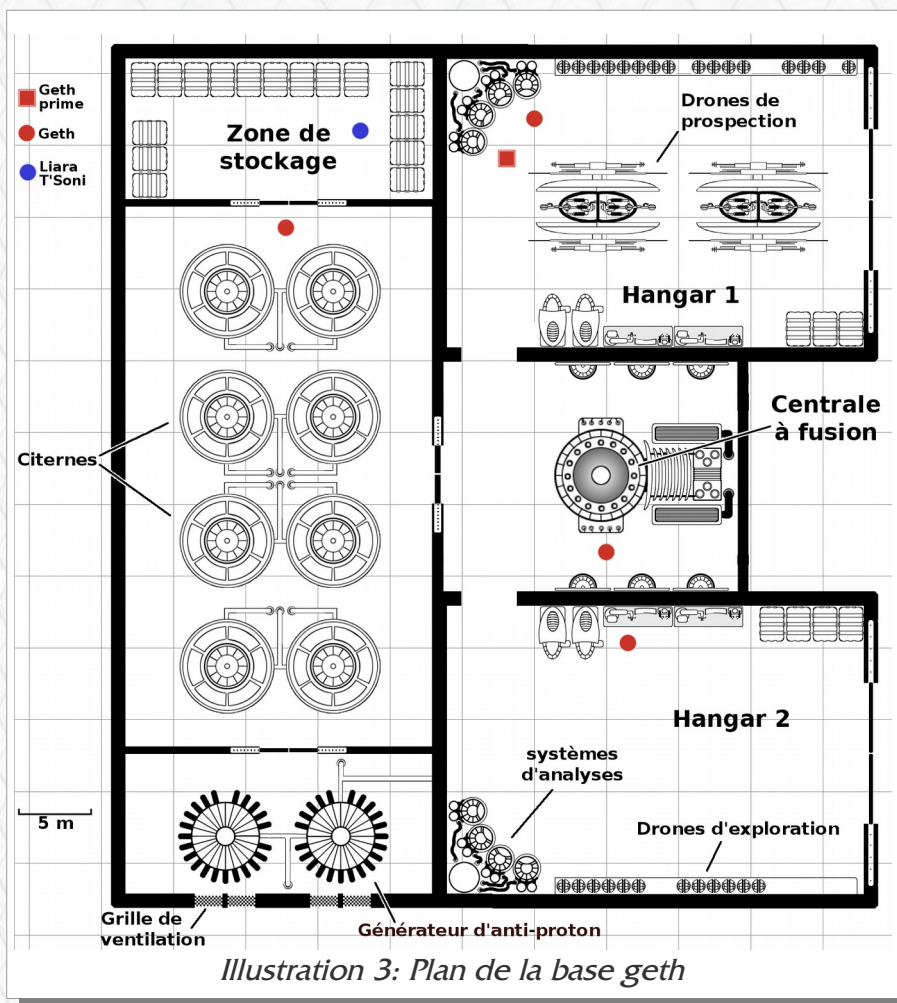 Geth
prime
Geth
Liara
T'Soni
Zone de
stockage
Drones de
prospection
Hangar 1
Centrale
à fusion
Citernes
Hangar 2
systèmes
d'analyses
Drones d'exploration
5 m
Grille de
ventilation
Générateur d'anti-proton
Illustration 3: Plan de la base geth